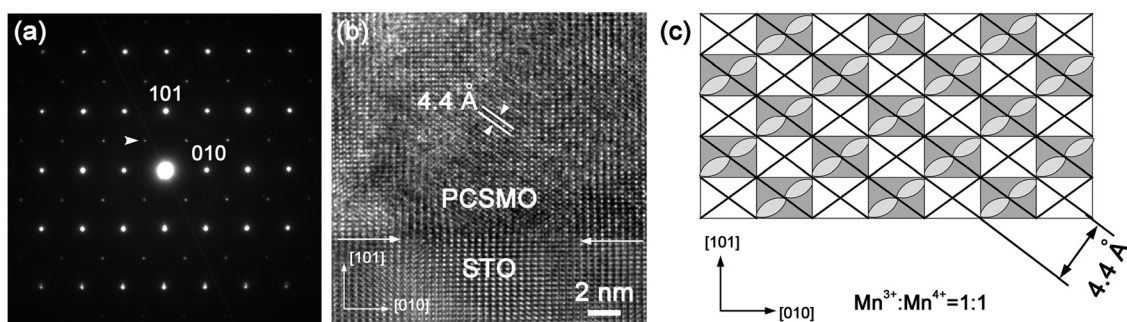 (a)
101
010
(b)
4.4 Å
PCSMO
STO
[101]
[010]
2 nm
(c)
[101]
[010]
Mn³⁺:Mn⁴⁺=1:1
4.4 Å